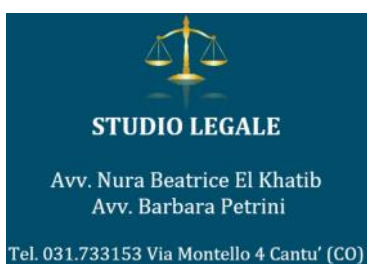 STUDIO LEGALE
Avv. Nura Beatrice El Khatib
Avv. Barbara Petrini
Tel. 031.733153 Via Montello 4 Cantu' (CO)